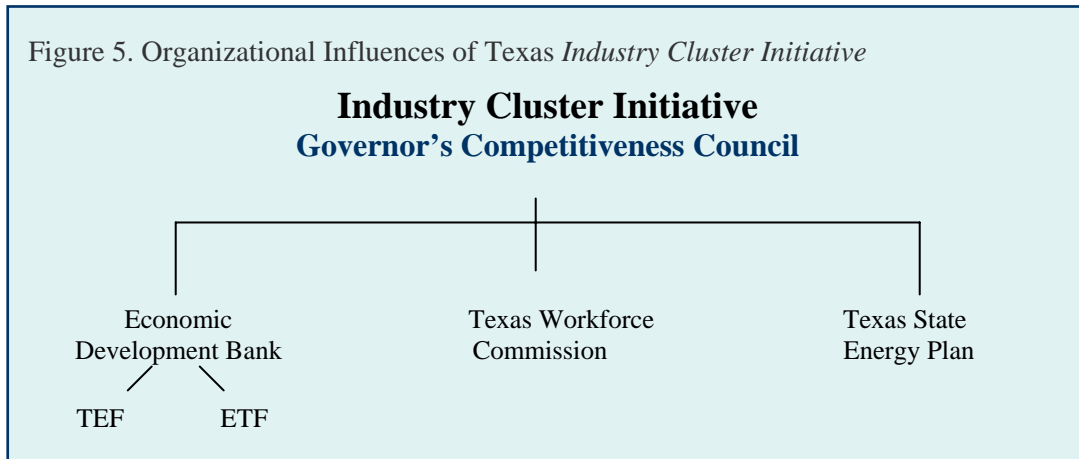 Figure 5. Organizational Influences of Texas Industry Cluster Initiative
Industry Cluster Initiative
Governor's Competitiveness Council
Economic
Development Bank
Texas Workforce
Commission
Texas State
Energy Plan
TEF
ETF